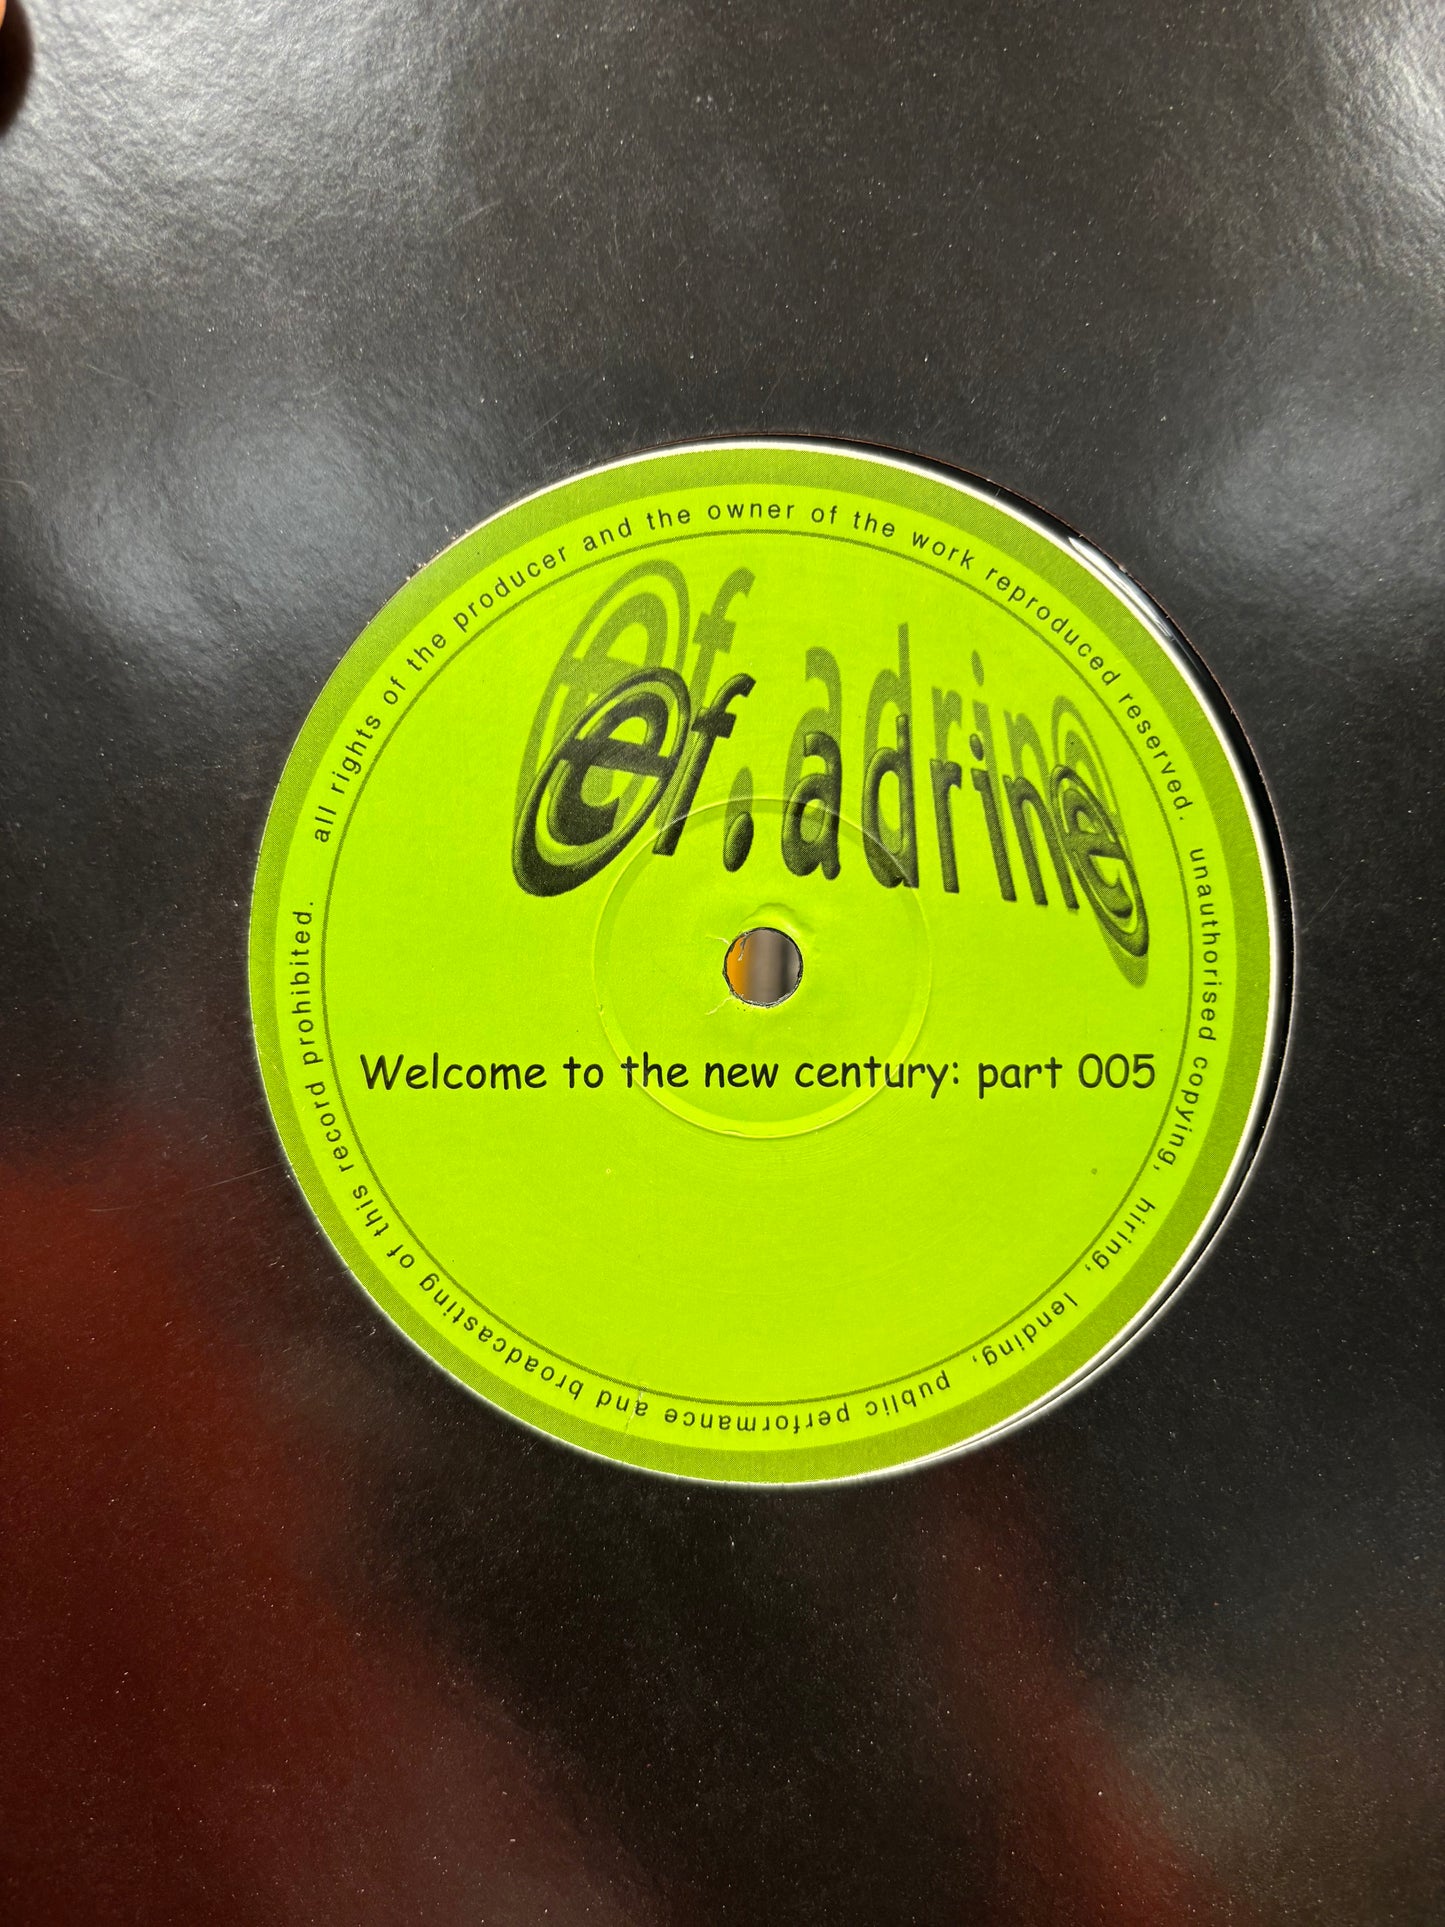 ef.adrine
Welcome to the new century: part 005
all rights of the producer and the owner of the work reproduced reserved. unauthorised copying, hiring, lending, public performance and broadcasting of this record prohibited.